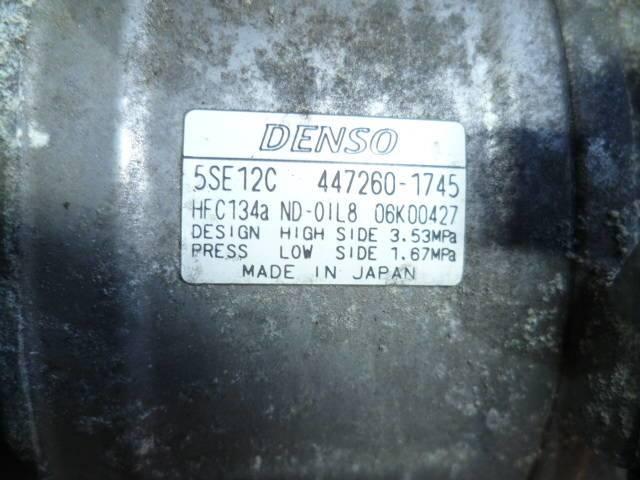 DENSO
5SE12C 447260-1745
HFC134a ND-OIL8 06K00427
DESIGN HIGH SIDE 3.53MPa
PRESS LOW SIDE 1.67MPa
MADE IN JAPAN